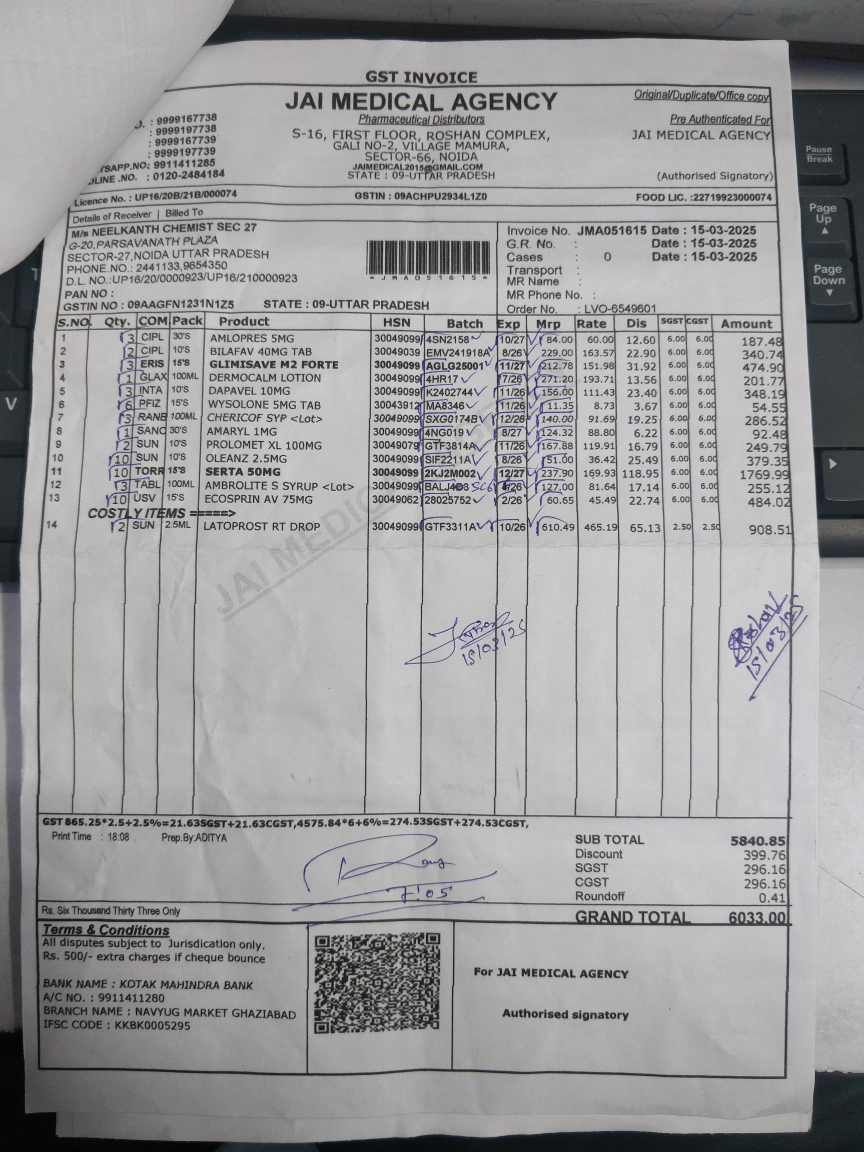 GST INVOICE
Original/Duplicate/Office copy
JAI MEDICAL AGENCY
Pharmaceutical Distributors
Pre Authenticated For
S-16, FIRST FLOOR, ROSHAN COMPLEX,
JAI MEDICAL AGENCY
GALI NO-2, VILLAGE MAMURA,
SECTOR-66, NOIDA
JAIMEDICAL2015@GMAIL.COM
STATE : 09-UTTAR PRADESH
(Authorised Signatory)
: 9999167738
: 9999197738
: 9999167739
: 9999197739
: 9911411285
: 0120-2484184
Licence No. : UP16/20B/21B/000074 GSTIN : 09ACHPU2934L1Z0 FOOD LIC. :22719923000074
Details of Receiver | Billed To
M/s NEELKANTH CHEMIST SEC 27
G-20,PARSAVANATH PLAZA
SECTOR-27,NOIDA UTTAR PRADESH
PHONE.NO.: 2441133,9654350
D.L. NO.:UP16/20/0000923/UP16/210000923
PAN NO :
GSTIN NO : 09AAGFN1231N1Z5 STATE : 09-UTTAR PRADESH
*JMA051615*
Invoice No. JMA051615 Date : 15-03-2025
G.R. No. : Date : 15-03-2025
Cases : 0 Date : 15-03-2025
Transport :
MR Name :
MR Phone No. :
Order No. : LVO-6549601
S.NO. Qty. COM Pack Product HSN Batch Exp Mrp Rate Dis SGST CGST Amount
1 3 CIPL 30'S AMLOPRES 5MG 30049099 4SN2158 10/27 84.00 60.00 12.60 6.00 6.00 187.48
2 2 CIPL 10'S BILAFAV 40MG TAB 30049039 EMV241918A 8/26 229.00 163.57 22.90 6.00 6.00 340.74
3 3 ERIS 15'S GLIMISAVE M2 FORTE 30049099 AGLG25001 11/27 212.78 151.98 31.92 6.00 6.00 474.90
4 1 GLAX 100ML DERMOCALM LOTION 30049099 4HR17 7/26 271.20 193.71 13.56 6.00 6.00 201.77
5 3 INTA 10'S DAPAVEL 10MG 30049099 K2402744 11/26 156.00 111.43 23.40 6.00 6.00 348.19
6 6 PFIZ 15'S WYSOLONE 5MG TAB 30043912 MA8346 11/26 11.35 8.73 3.67 6.00 6.00 54.55
7 3 RANB 100ML CHERICOF SYP <Lot> 30049099 SXG0174B 12/26 140.00 91.69 19.25 6.00 6.00 286.52
8 1 SANO 30'S AMARYL 1MG 30049099 4NG019 8/27 124.32 88.80 6.22 6.00 6.00 92.48
9 2 SUN 10'S PROLOMET XL 100MG 30049079 GTF3814A 11/26 167.88 119.91 16.79 6.00 6.00 249.79
10 10 SUN 10'S OLEANZ 2.5MG 30049099 SIF2211A 8/26 51.00 36.42 25.49 6.00 6.00 379.35
11 10 TORR 15'S SERTA 50MG 30049099 2KJ2M002 12/27 237.90 169.93 118.95 6.00 6.00 1769.99
12 3 TABL 100ML AMBROLITE S SYRUP <Lot> 30049099 /26 127.00 81.64 17.14 6.00 6.00 255.12
13 10 USV 15'S ECOSPRIN AV 75MG 30049062 28025752 2/26 60.65 45.49 22.74 6.00 6.00 484.02
COSTLY ITEMS =====>
14 2 SUN 2.5ML LATOPROST RT DROP 30049099 GTF3311A 10/26 610.49 465.19 65.13 2.50 2.50 908.51
JAI MEDIC
15/03/25
15/03/25
GST 865.25*2.5+2.5%=21.63SGST+21.63CGST,4575.84*6+6%=274.53SGST+274.53CGST,
Print Time : 18:08 Prep.By:ADITYA
7:05
SUB TOTAL 5840.85
Discount 399.76
SGST 296.16
CGST 296.16
Roundoff 0.41
Rs. Six Thousand Thirty Three Only
GRAND TOTAL 6033.00
Terms & Conditions
All disputes subject to Jurisdication only,
Rs. 500/- extra charges if cheque bounce
BANK NAME : KOTAK MAHINDRA BANK
A/C NO. : 9911411280
BRANCH NAME : NAVYUG MARKET GHAZIABAD
IFSC CODE : KKBK0005295
For JAI MEDICAL AGENCY
Authorised signatory
Pause
Break
Page
Up
Page
Down
V